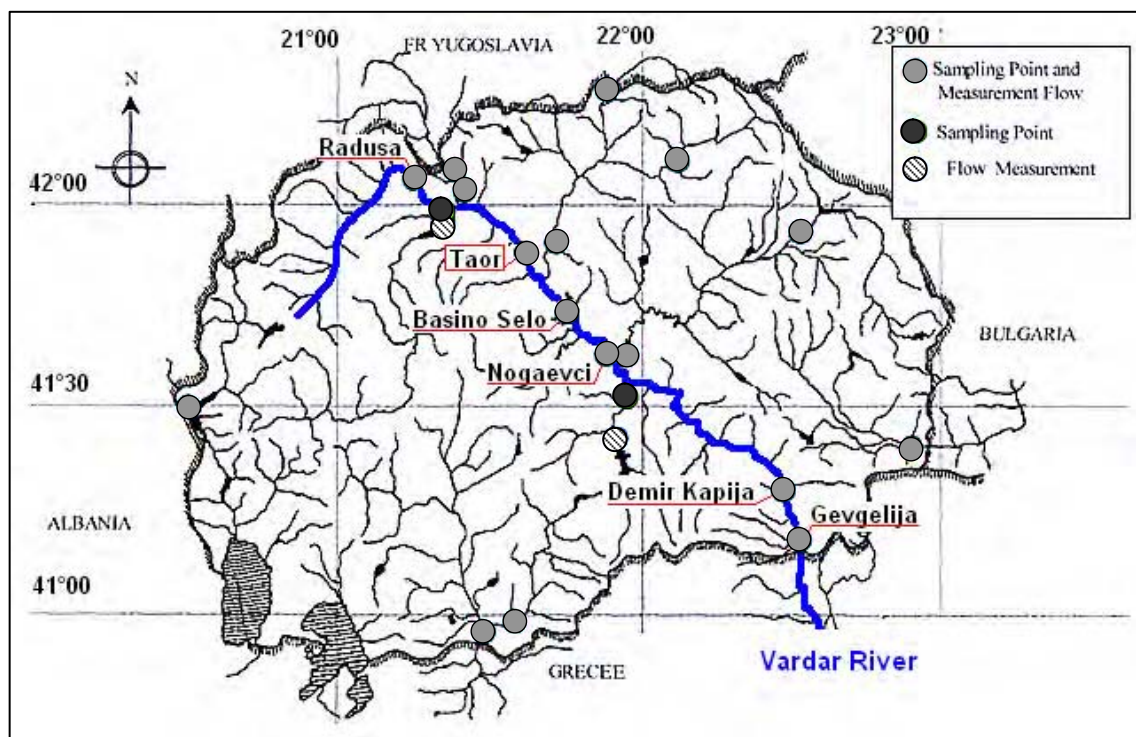 21°00'
22°00'
23°00'
FR YUGOSLAVIA
Sampling Point and
Measurement Flow
Sampling Point
Flow Measurement
N
Radusa
42°00'
Taor
Basino Selo
BULGARIA
Nogaevci
41°30'
Demir Kapija
Gevgelija
ALBANIA
41°00'
Vardar River
GRECEE